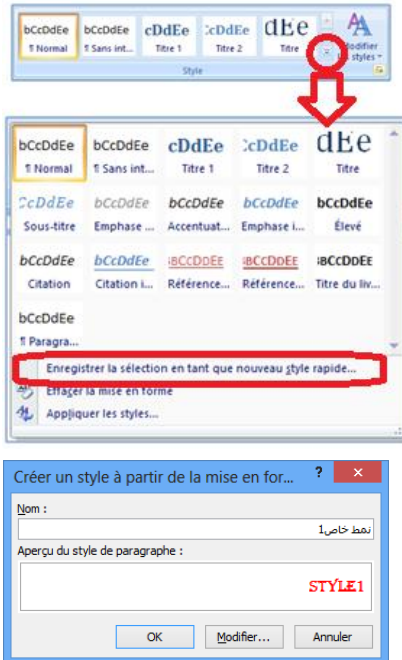 bCcDdEe bCcDdEe cDdEe cDdEe dEe
¶ Normal ¶ Sans int... Titre 1 Titre 2 Titre Modifier les styles
Style
bCcDdEe bCcDdEe cDdEe cDdEe dEe
¶ Normal ¶ Sans int... Titre 1 Titre 2 Titre
CcDdEe bCcDdEe bCcDdEe bCcDdEe bCcDdEe
Sous-titre Emphase ... Accentuat... Emphase i... Élevé
bCcDdEe bCcDdEe BCCDDEE BCCDDEE BCCDDEE
Citation Citation i... Référence... Référence... Titre du liv...
bCcDdEe
¶ Paragra...
Enregistrer la sélection en tant que nouveau style rapide...
Effacer la mise en forme
Appliquer les styles...
Créer un style à partir de la mise en for... ? ×
Nom :
نمط خاص1
Aperçu du style de paragraphe :
STYLE1
OK Modifier... Annuler